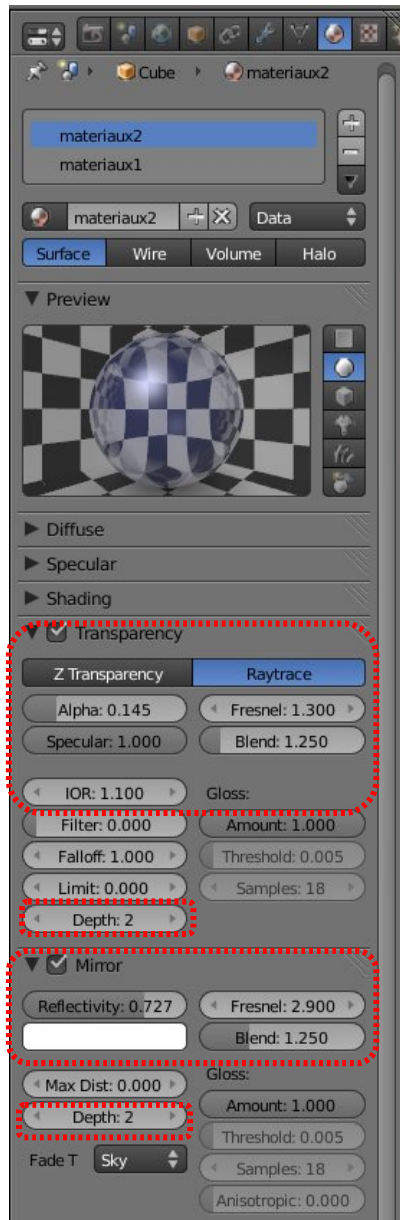 Cube materiaux2
materiaux2
materiaux1
materiaux2 Data
Surface Wire Volume Halo
Preview
Diffuse
Specular
Shading
Transparency
Z Transparency Raytrace
Alpha: 0.145 Fresnel: 1.300
Specular: 1.000 Blend: 1.250
IOR: 1.100 Gloss:
Filter: 0.000 Amount: 1.000
Falloff: 1.000 Threshold: 0.005
Limit: 0.000 Samples: 18
Depth: 2
Mirror
Reflectivity: 0.727 Fresnel: 2.900
Blend: 1.250
Max Dist: 0.000 Gloss:
Depth: 2 Amount: 1.000
Threshold: 0.005
Fade T Sky Samples: 18
Anisotropic: 0.000